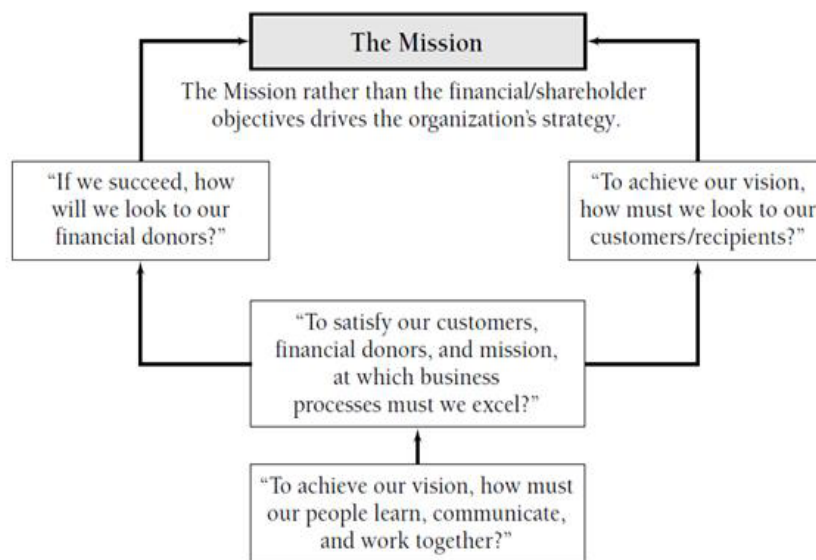 The Mission
The Mission rather than the financial/shareholder
objectives drives the organization’s strategy.
“If we succeed, how
will we look to our
financial donors?”
“To achieve our vision,
how must we look to our
customers/recipients?”
“To satisfy our customers,
financial donors, and mission,
at which business
processes must we excel?”
“To achieve our vision, how must
our people learn, communicate,
and work together?”